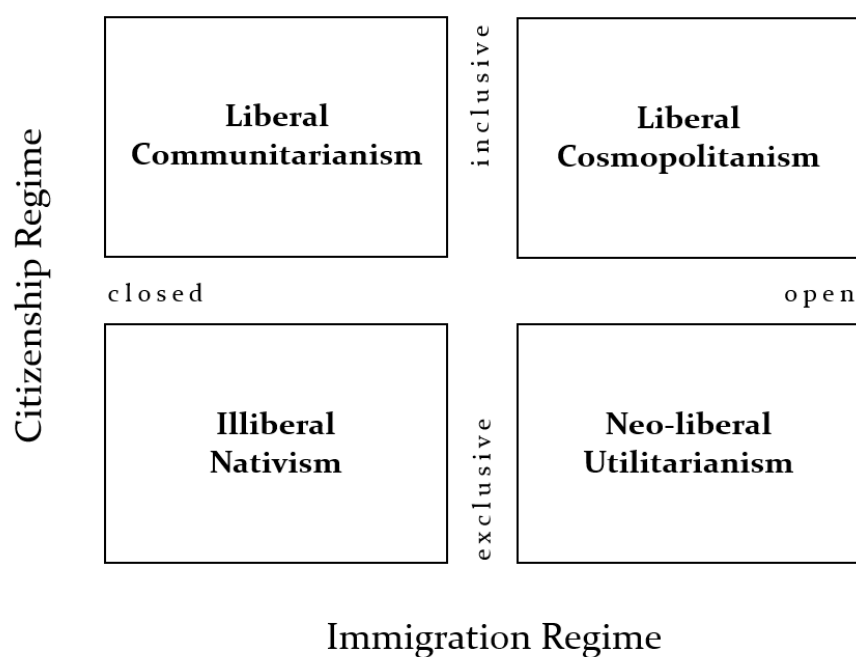 Citizenship Regime
Liberal
Communitarianism
inclusive
Liberal
Cosmopolitanism
closed
open
Illiberal
Nativism
exclusive
Neo-liberal
Utilitarianism
Immigration Regime